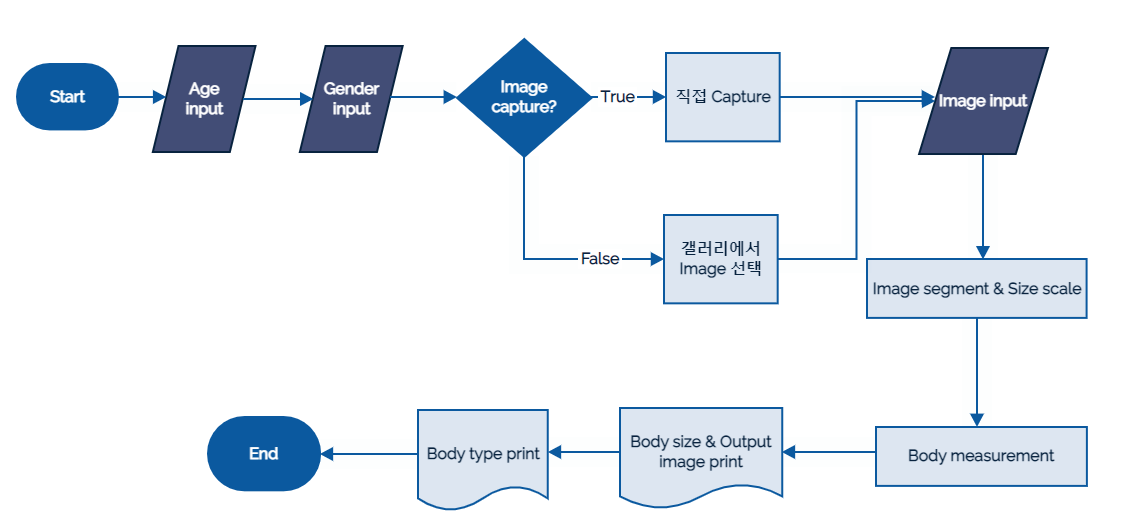 Start
Age
input
Gender
input
Image
capture?
True
직접 Capture
Image input
False
갤러리에서
Image 선택
Image segment & Size scale
Body measurement
Body size & Output
image print
Body type print
End